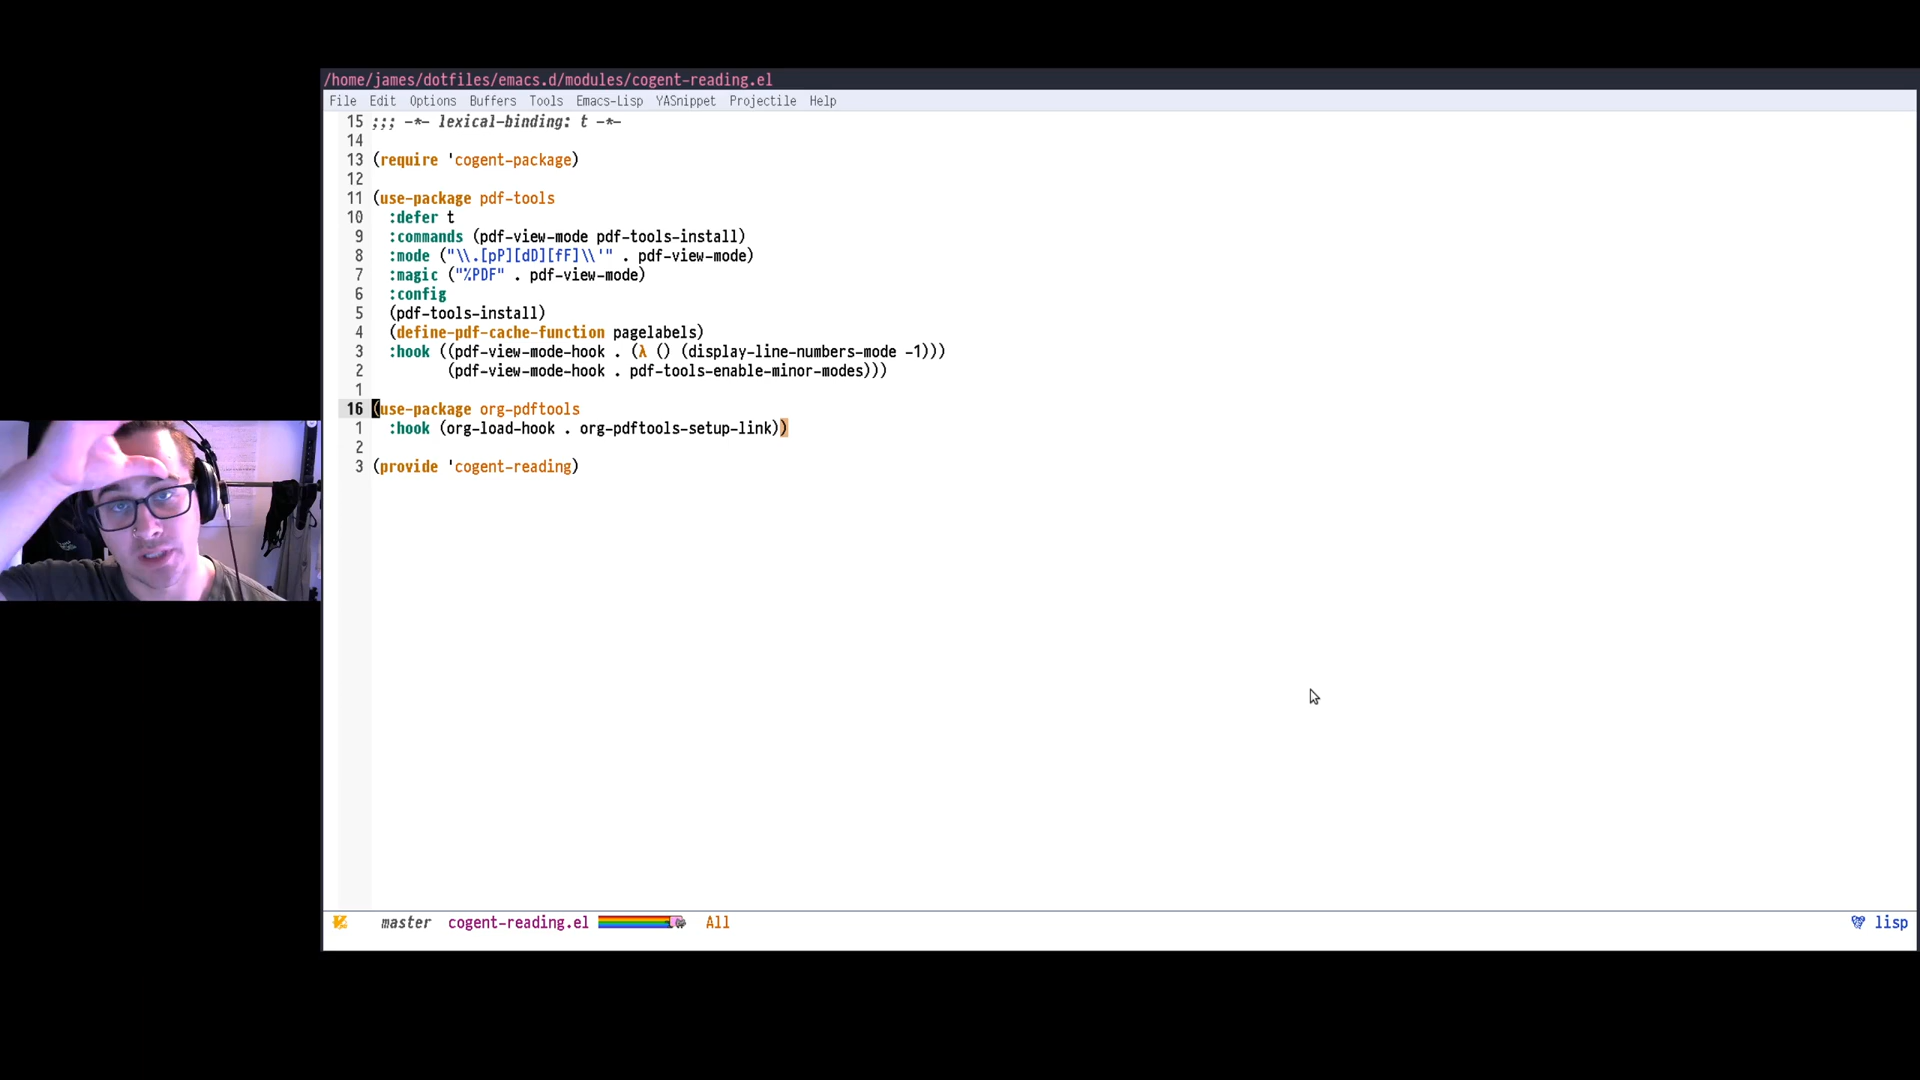 /home/james/dotfiles/emacs.d/modules/cogent-reading.el
File Edit Options Buffers Tools Emacs-Lisp YASnippet Projectile Help
15 ;;; -*- lexical-binding: t -*-
14
13 (require 'cogent-package)
12
11 (use-package pdf-tools
10 :defer t
9 :commands (pdf-view-mode pdf-tools-install)
8 :mode ("\\.[pP][dD][fF]\\'" . pdf-view-mode)
7 :magic ("%PDF" . pdf-view-mode)
6 :config
5 (pdf-tools-install)
4 (define-pdf-cache-function pagelabels)
3 :hook ((pdf-view-mode-hook . (λ () (display-line-numbers-mode -1)))
2 (pdf-view-mode-hook . pdf-tools-enable-minor-modes)))
1
16 (use-package org-pdftools
1 :hook (org-load-hook . org-pdftools-setup-link))
2
3 (provide 'cogent-reading)
master cogent-reading.el All lisp